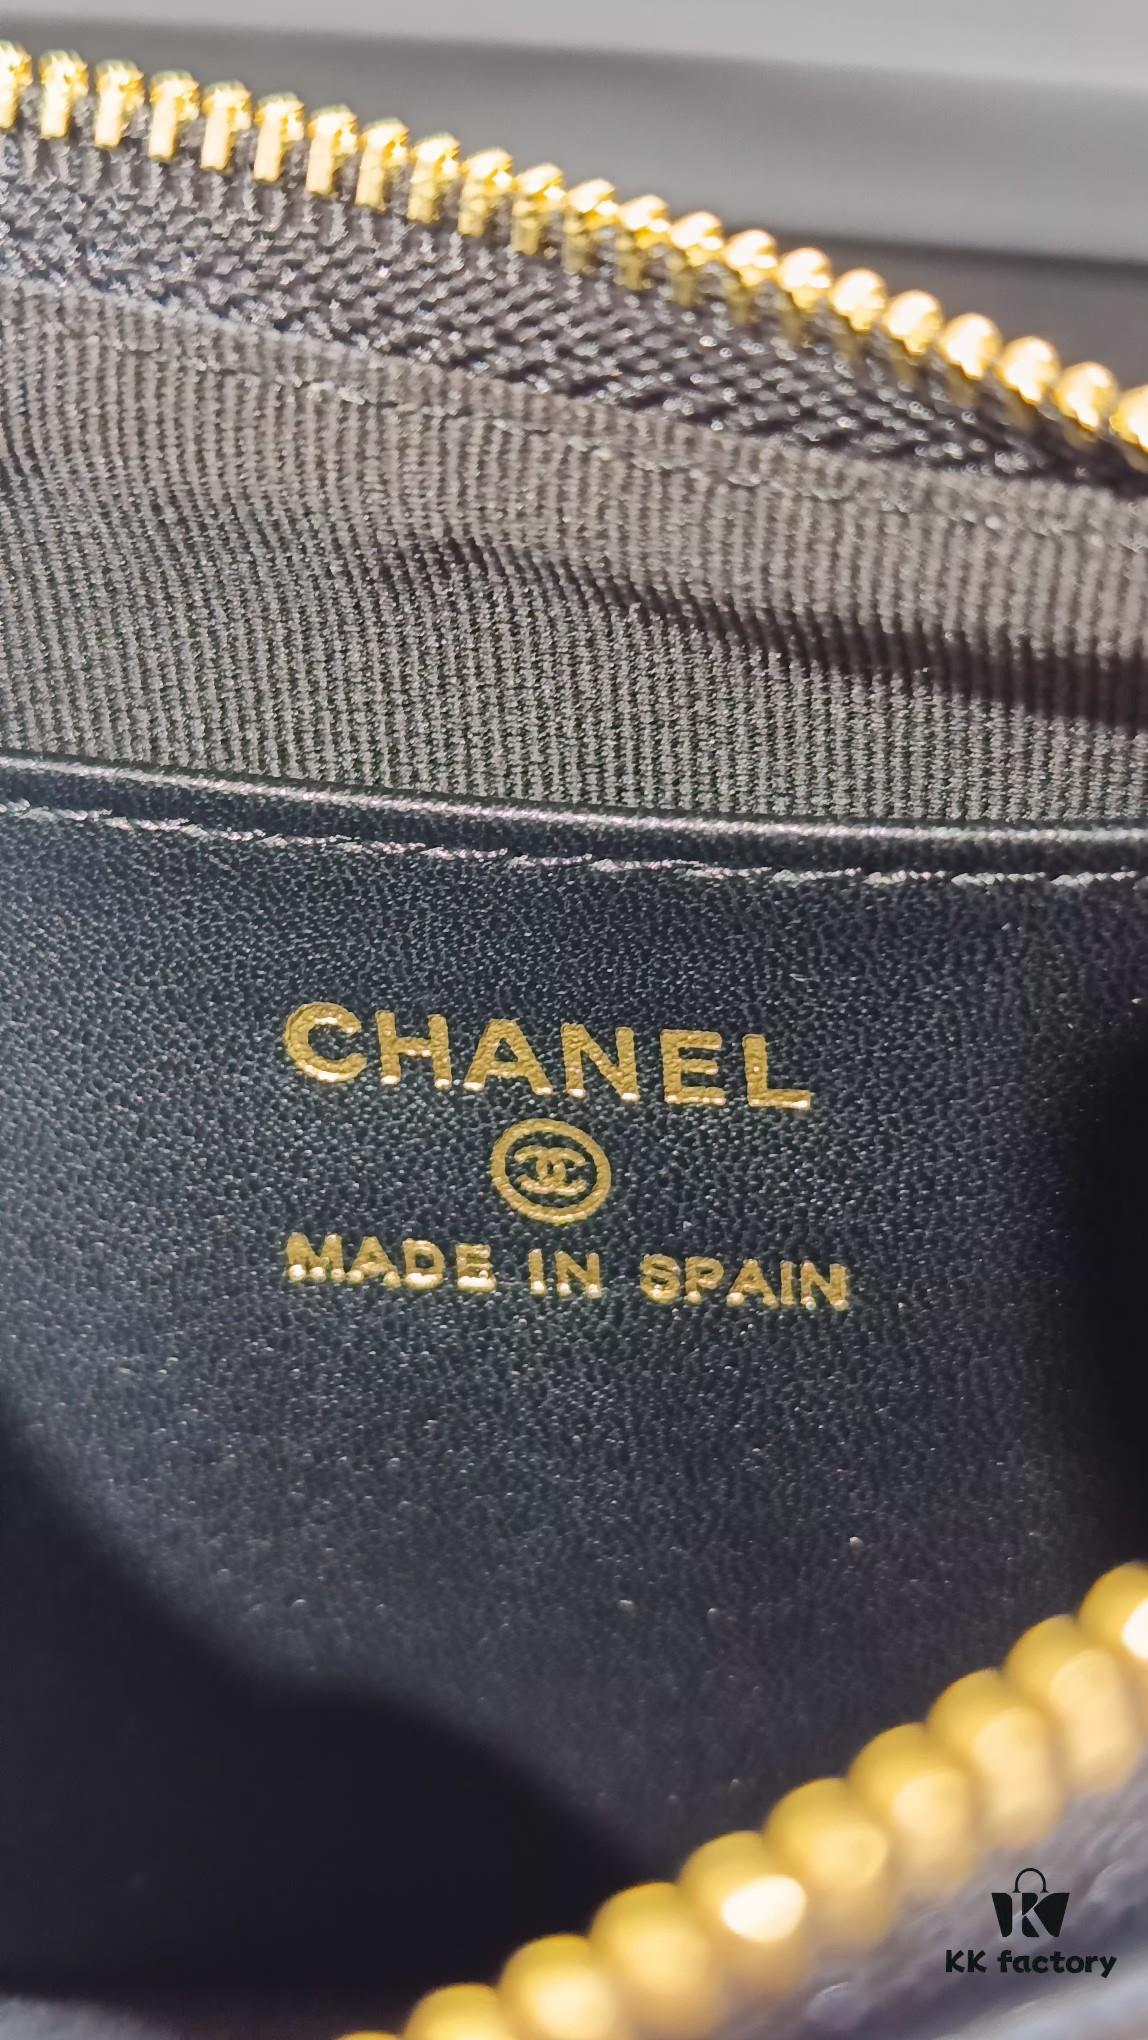 CHANEL
MADE IN SPAIN
KK factory